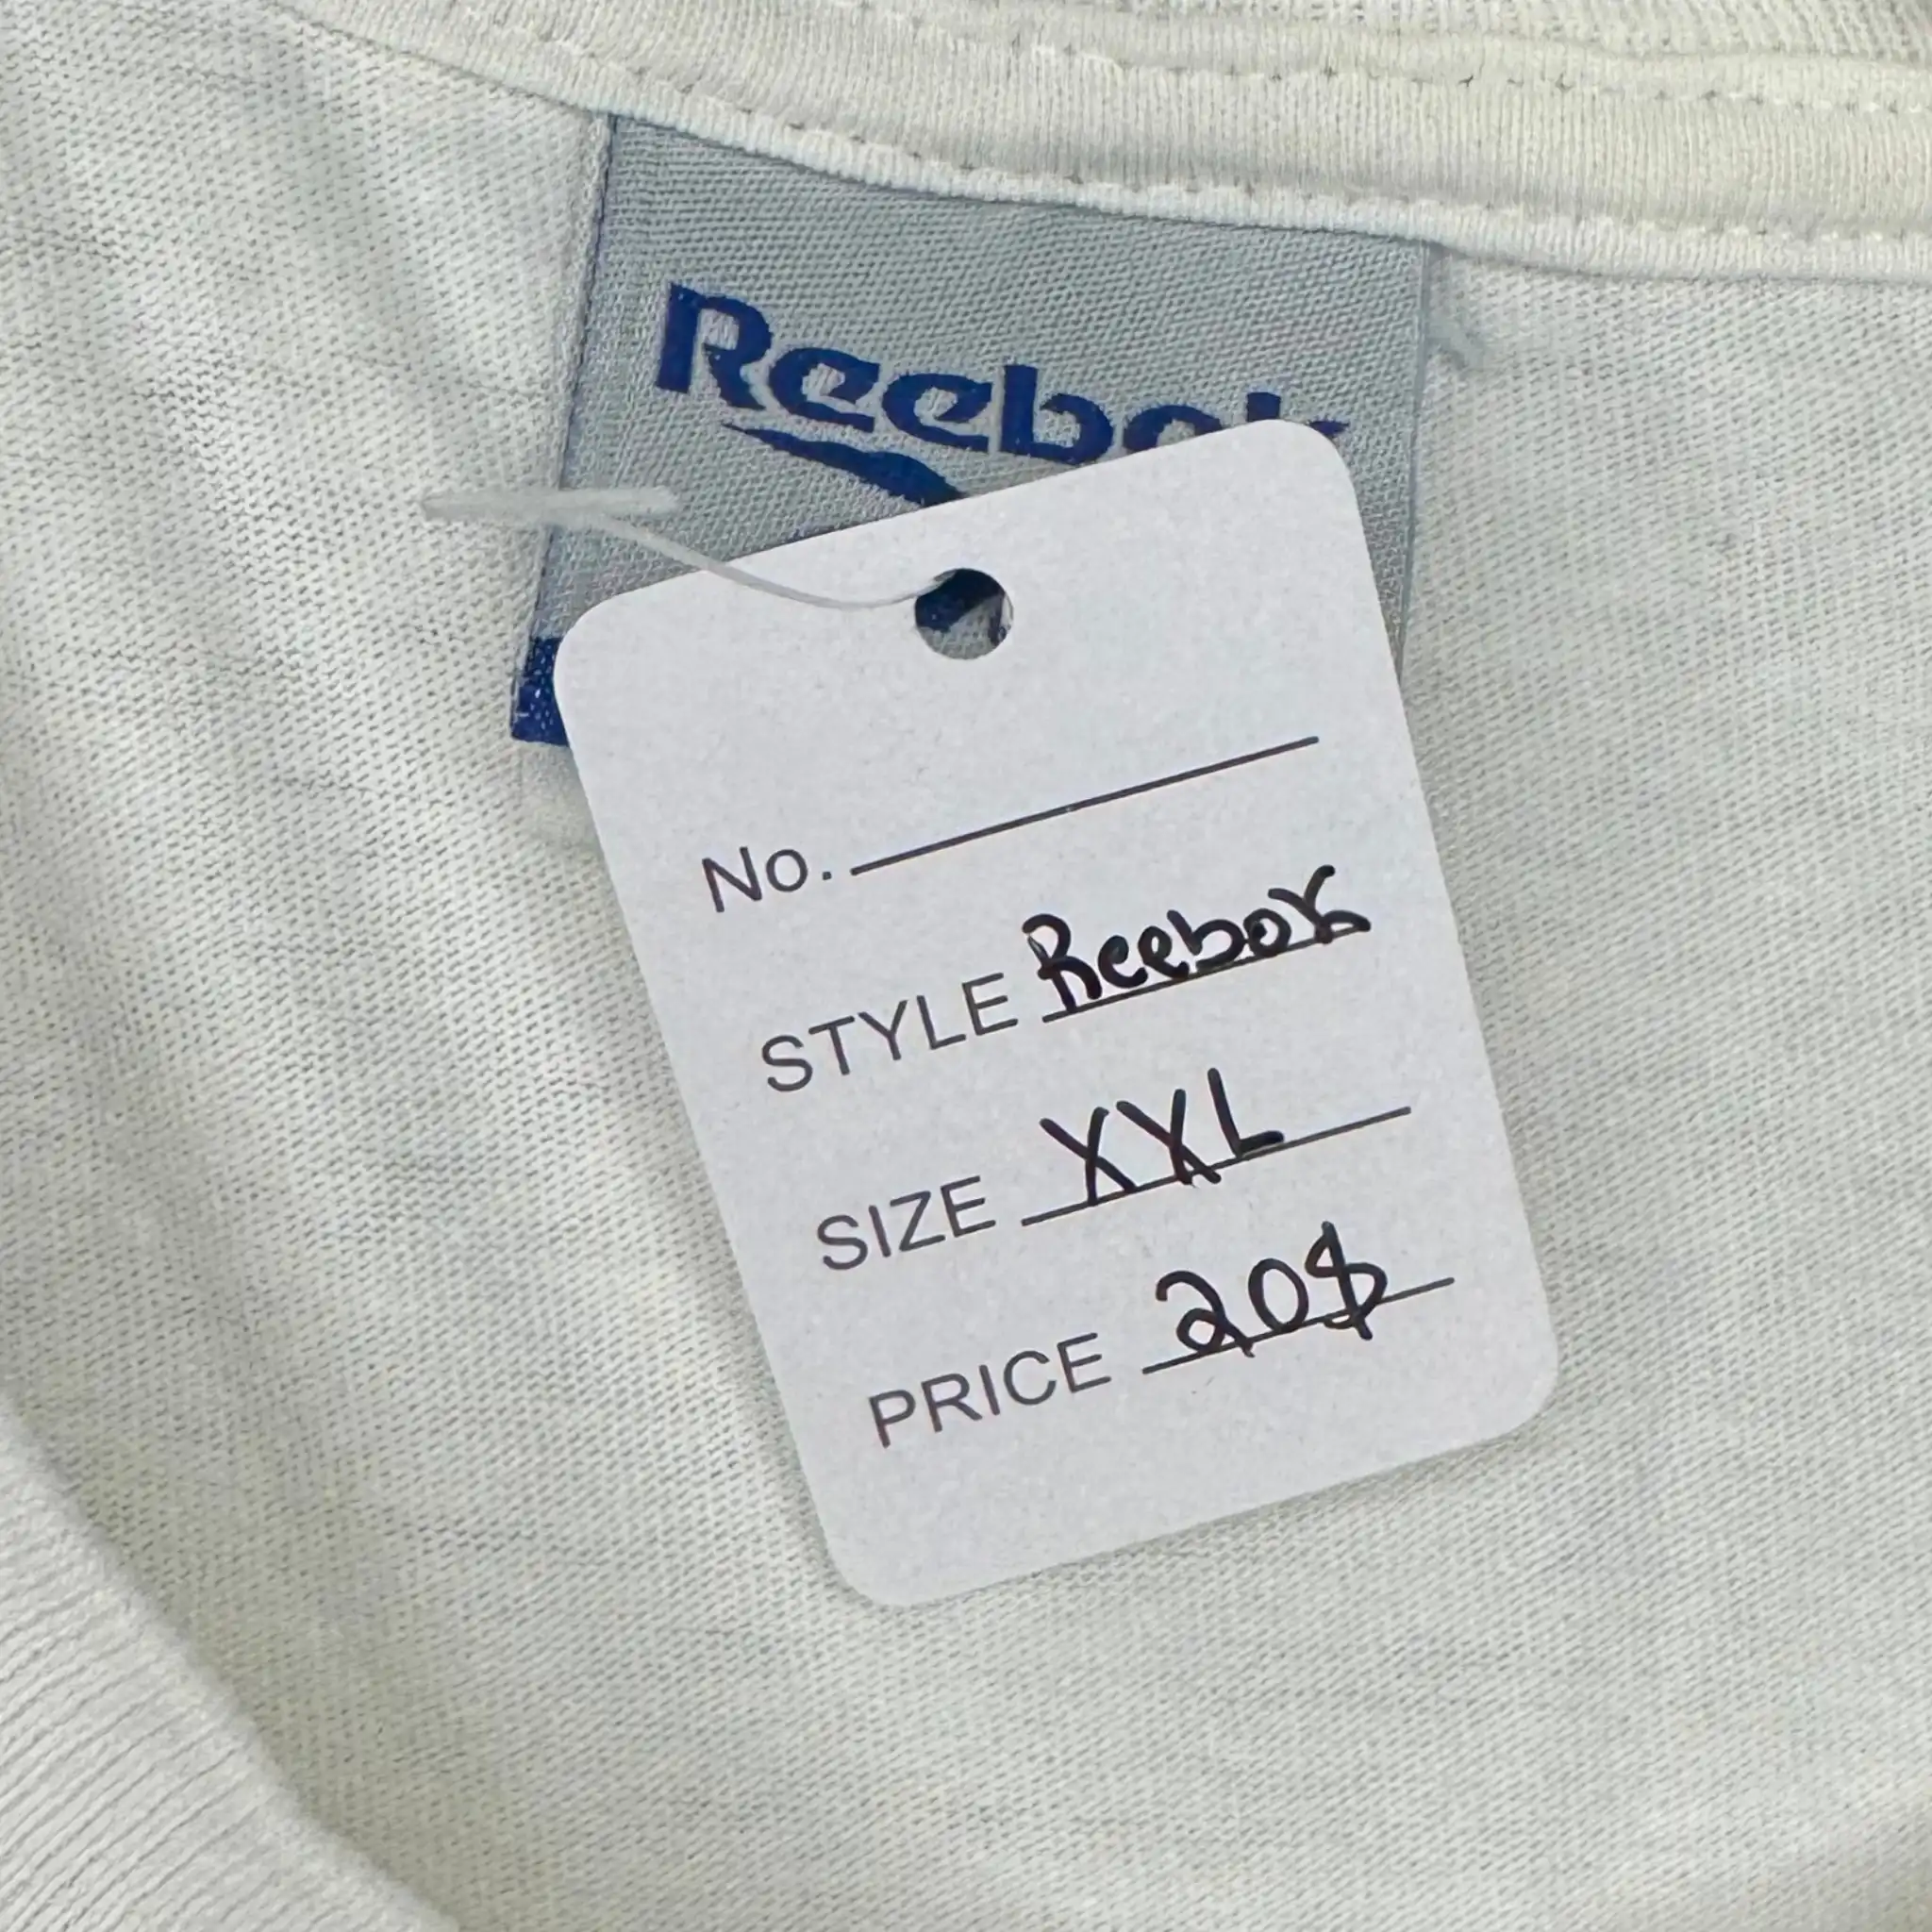 Reebok
No.
STYLE Reebok
SIZE XXL
PRICE 20$